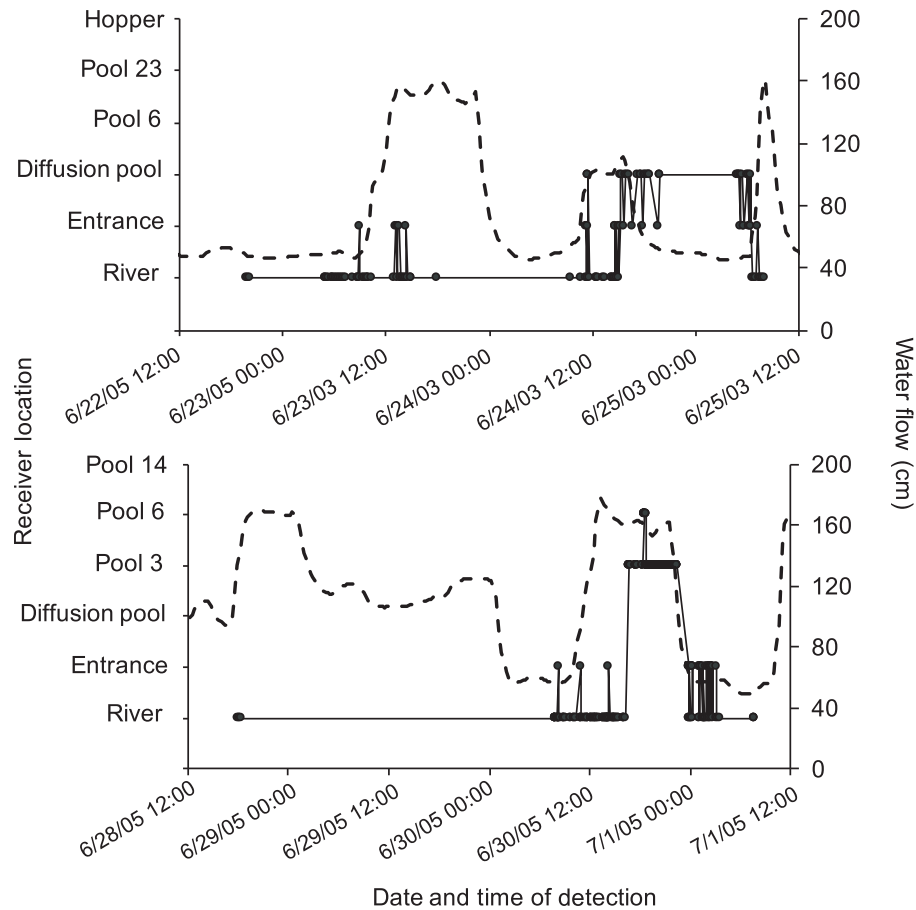 Hopper
Pool 23
Pool 6
Diffusion pool
Entrance
River
200
160
120
80
40
0
6/22/05 12:00
6/23/05 00:00
6/23/03 12:00
6/24/03 00:00
6/24/03 12:00
6/25/03 00:00
6/25/03 12:00
Receiver location
Water flow (cm)
Pool 14
Pool 6
Pool 3
Diffusion pool
Entrance
River
200
160
120
80
40
0
6/28/05 12:00
6/29/05 00:00
6/29/05 12:00
6/30/05 00:00
6/30/05 12:00
7/1/05 00:00
7/1/05 12:00
Date and time of detection